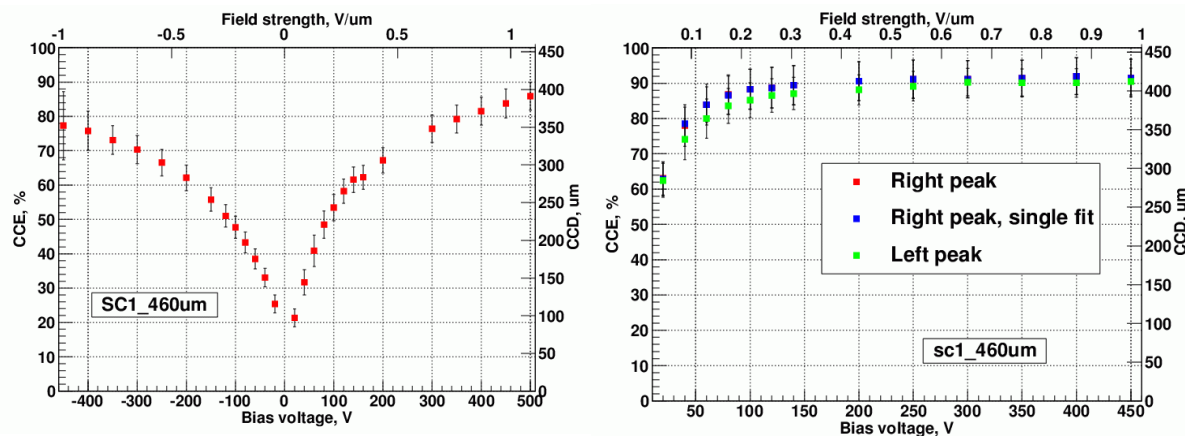 Field strength, V/um
-1 -0.5 0 0.5 1
CCE, %
100
90
80
70
60
50
40
30
20
10
0
450
400
350
300
250
200
150
100
50
0
CCD, um
SC1_460um
-400 -300 -200 -100 0 100 200 300 400 500
Bias voltage, V
Field strength, V/um
0.1 0.2 0.3 0.4 0.5 0.6 0.7 0.8 0.9 1
CCE, %
100
90
80
70
60
50
40
30
20
10
0
450
400
350
300
250
200
150
100
50
0
CCD, um
Right peak
Right peak, single fit
Left peak
sc1_460um
50 100 150 200 250 300 350 400 450
Bias voltage, V